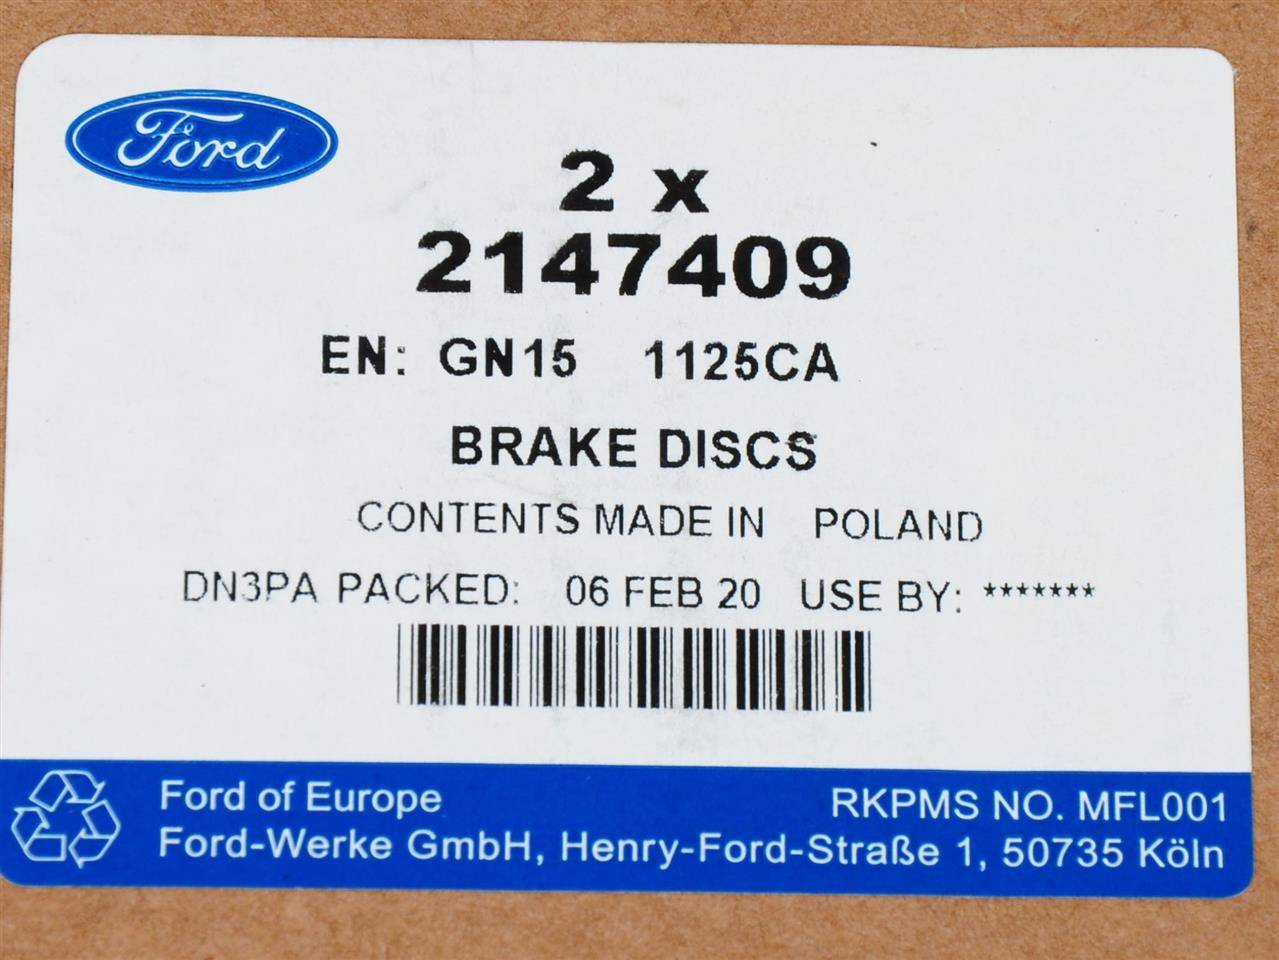 Ford
2 x
2147409
EN: GN15 1125CA
BRAKE DISCS
CONTENTS MADE IN POLAND
DN3PA PACKED: 06 FEB 20 USE BY: *******
Ford of Europe RKPMS NO. MFL001
Ford-Werke GmbH, Henry-Ford-Straße 1, 50735 Köln